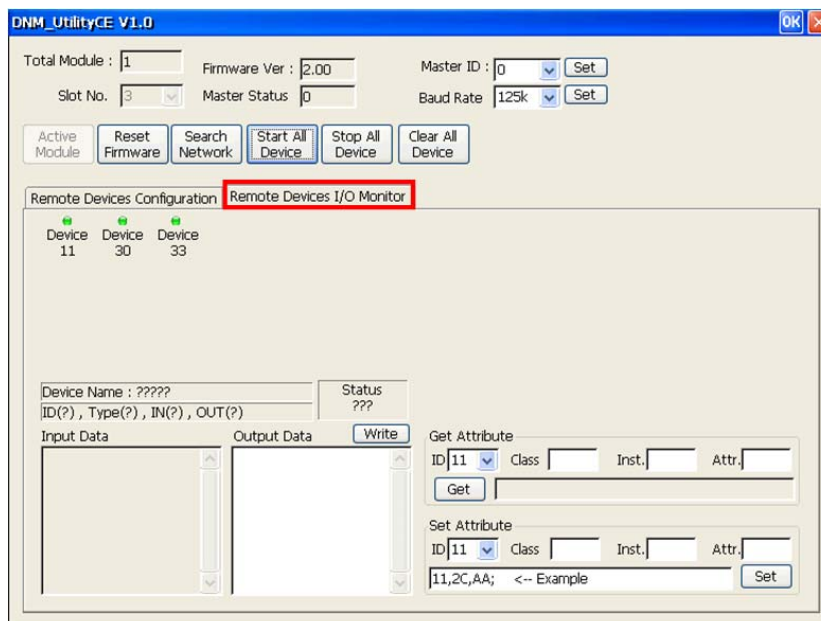 DNM_UtilityCE V1.0 OK
Total Module : 1 Firmware Ver : 2.00 Master ID : 0 Set
Slot No. 3 Master Status 0 Baud Rate 125k Set
Active Module Reset Firmware Search Network Start All Device Stop All Device Clear All Device
Remote Devices Configuration Remote Devices I/O Monitor
Device 11 Device 30 Device 33
Device Name : ????? Status
ID(?) , Type(?) , IN(?) , OUT(?) ???
Input Data Output Data Write Get Attribute
ID 11 Class Inst. Attr.
Get
Set Attribute
ID 11 Class Inst. Attr.
11,2C,AA; <-- Example Set